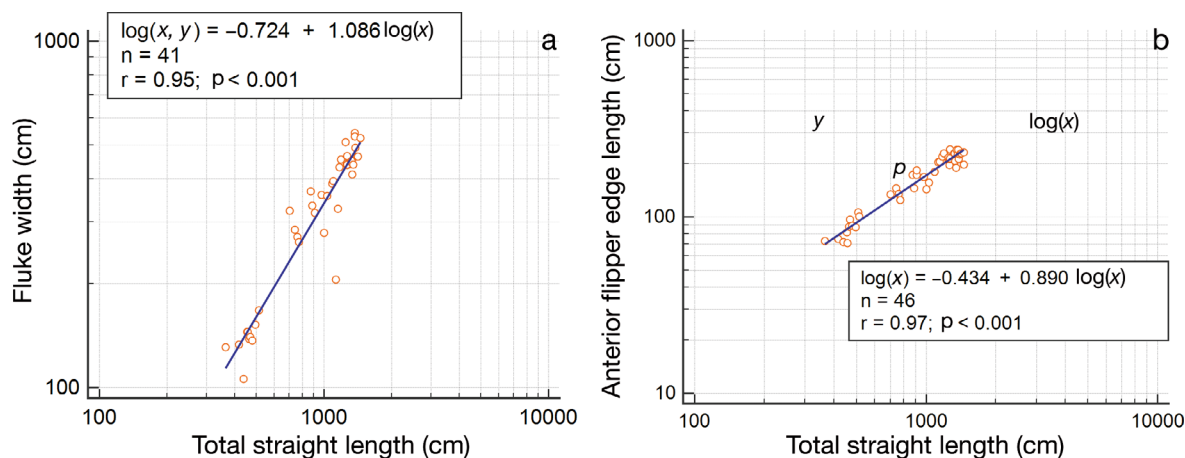 log(x, y) = −0.724 + 1.086 log(x)
n = 41
r = 0.95; p < 0.001
a
1000
100
Fluke width (cm)
100
1000
10000
Total straight length (cm)
b
1000
100
10
Anterior flipper edge length (cm)
y
log(x)
p
log(x) = −0.434 + 0.890 log(x)
n = 46
r = 0.97; p < 0.001
100
1000
10000
Total straight length (cm)